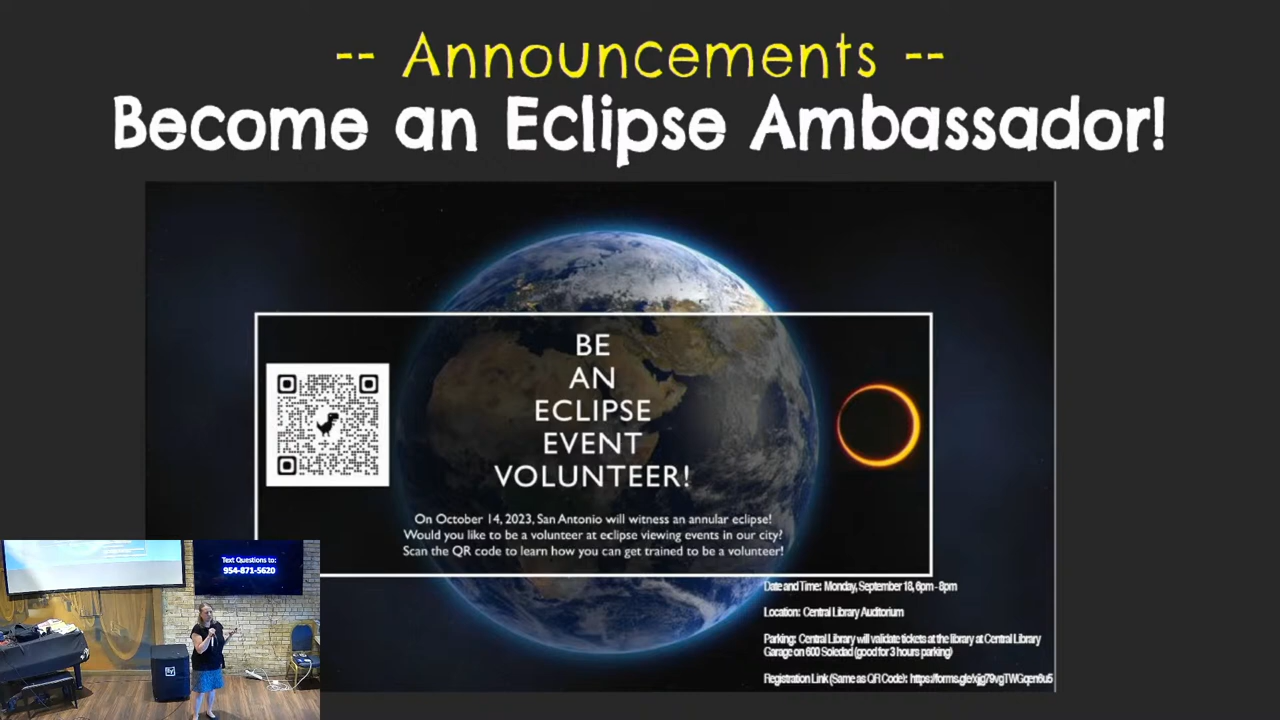 -- Announcements --
Become an Eclipse Ambassador!
BE
AN
ECLIPSE
EVENT
VOLUNTEER!
On October 14, 2023, San Antonio will witness an annular eclipse!
Would you like to be a volunteer at eclipse viewing events in our city?
Scan the QR code to learn how you can get trained to be a volunteer!
Date and Time: Monday, September 18, 6pm - 8pm
Location: Central Library Auditorium
Parking: Central Library will validate tickets at the library at Central Library
Garage on 600 Soledad (good for 3 hours parking)
Registration Link (Same as QR Code):
Text Questions to:
954-871-5620